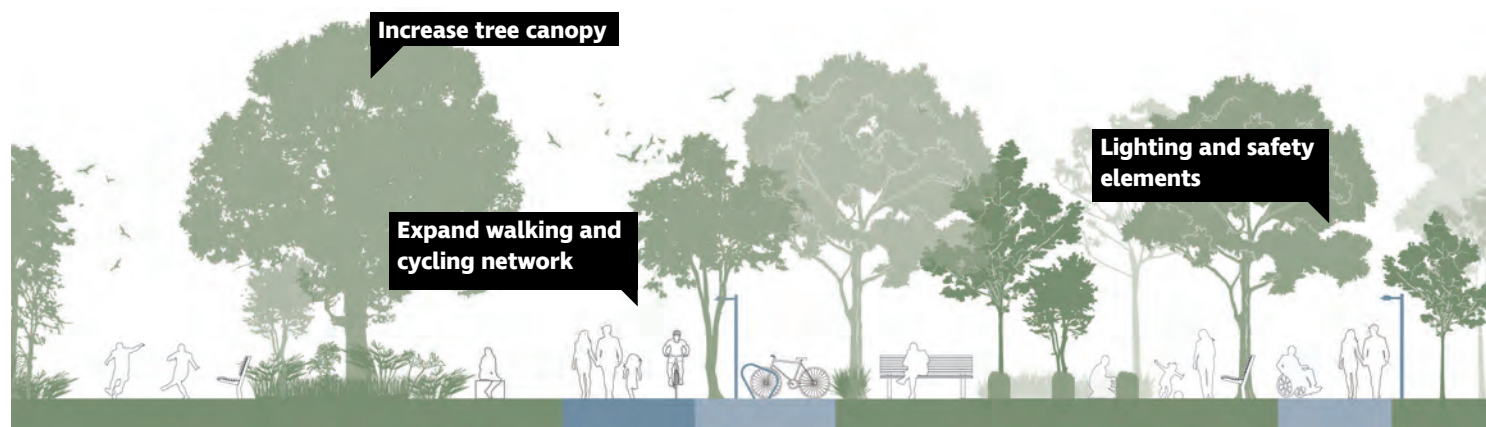 Increase tree canopy
Expand walking and
cycling network
Lighting and safety
elements